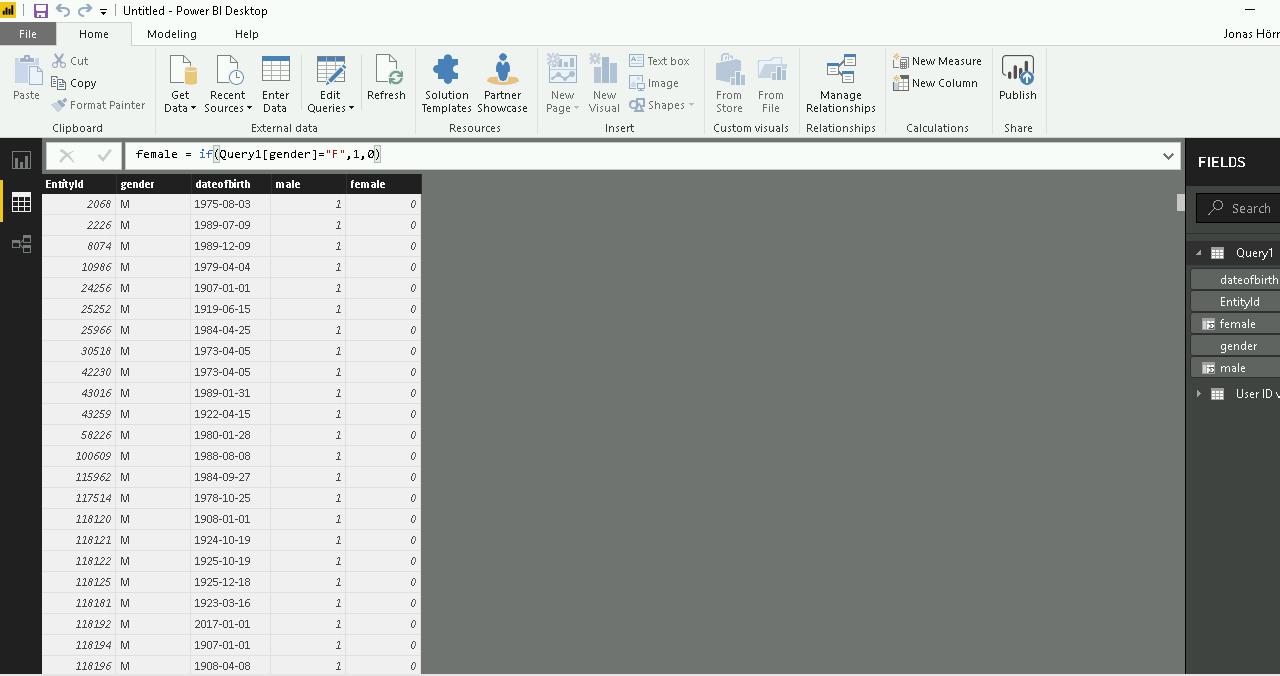 Untitled - Power BI Desktop
File Home Modeling Help
Jonas Hörn
Paste
Cut
Copy
Format Painter
Clipboard
Get Data
Recent Sources
Enter Data
Edit Queries
Refresh
External data
Solution Templates
Partner Showcase
Resources
New Page
New Visual
Text box
Image
Shapes
Insert
From Store
From File
Custom visuals
Manage Relationships
Relationships
New Measure
New Column
Calculations
Publish
Share
female = if(Query1[gender]="F",1,0)
EntityId gender dateofbirth male female
2068 M 1975-08-03 1 0
2226 M 1989-07-09 1 0
8074 M 1989-12-09 1 0
10986 M 1979-04-04 1 0
24256 M 1907-01-01 1 0
25252 M 1919-06-15 1 0
25966 M 1984-04-25 1 0
30518 M 1973-04-05 1 0
42230 M 1973-04-05 1 0
43016 M 1989-01-31 1 0
43259 M 1922-04-15 1 0
58226 M 1980-01-28 1 0
100609 M 1988-08-08 1 0
115962 M 1984-09-27 1 0
117514 M 1978-10-25 1 0
118120 M 1908-01-01 1 0
118121 M 1924-10-19 1 0
118122 M 1925-10-19 1 0
118125 M 1925-12-18 1 0
118181 M 1923-03-16 1 0
118192 M 2017-01-01 1 0
118194 M 1907-01-01 1 0
118196 M 1908-04-08 1 0
FIELDS
Search
Query1
dateofbirth
EntityId
female
gender
male
User ID v